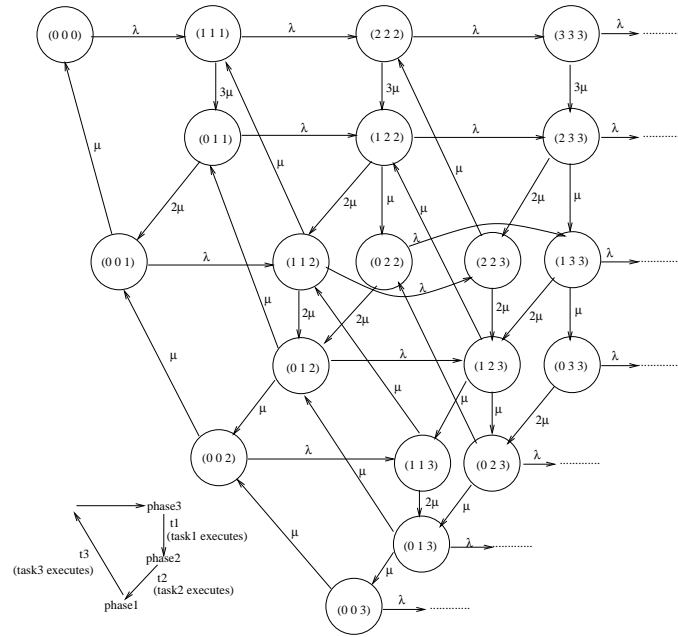 (0 0 0) λ (1 1 1) λ (2 2 2) λ (3 3 3) λ
3μ 3μ 3μ
(0 1 1) λ (1 2 2) λ (2 3 3) λ
μ μ
2μ 2μ μ μ 2μ μ
λ
(0 0 1) λ (1 1 2) (0 2 2) (2 2 3) (1 3 3) λ
λ
μ 2μ 2μ 2μ 2μ μ
(0 1 2) λ (1 2 3) (0 3 3) λ
μ μ μ μ μ 2μ
(0 0 2) λ (1 1 3) (0 2 3) λ
μ 2μ μ
phase3
t1
(task1 executes)
t3
(task3 executes)
phase2
t2
(task2 executes)
phase1
μ
(0 1 3) λ
μ
(0 0 3) λ